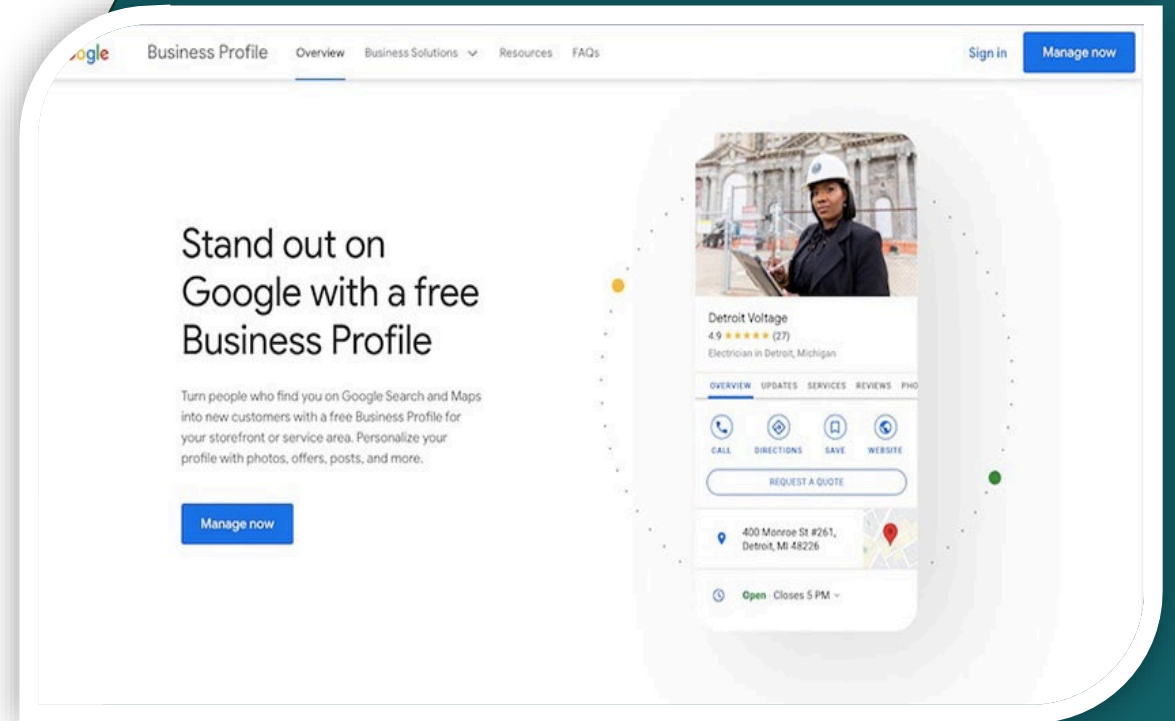 ogle
Business Profile Overview Business Solutions Resources FAQs Sign in Manage now
Stand out on
Google with a free
Business Profile
Turn people who find you on Google Search and Maps
into new customers with a free Business Profile for
your storefront or service area. Personalize your
profile with photos, offers, posts, and more.
Manage now
Detroit Voltage
4.9 ★★★★★ (27)
Electrician in Detroit, Michigan
OVERVIEW UPDATES SERVICES REVIEWS PHO
CALL DIRECTIONS SAVE WEBSITE
REQUEST A QUOTE
400 Monroe St #261,
Detroit, MI 48226
Open · Closes 5 PM